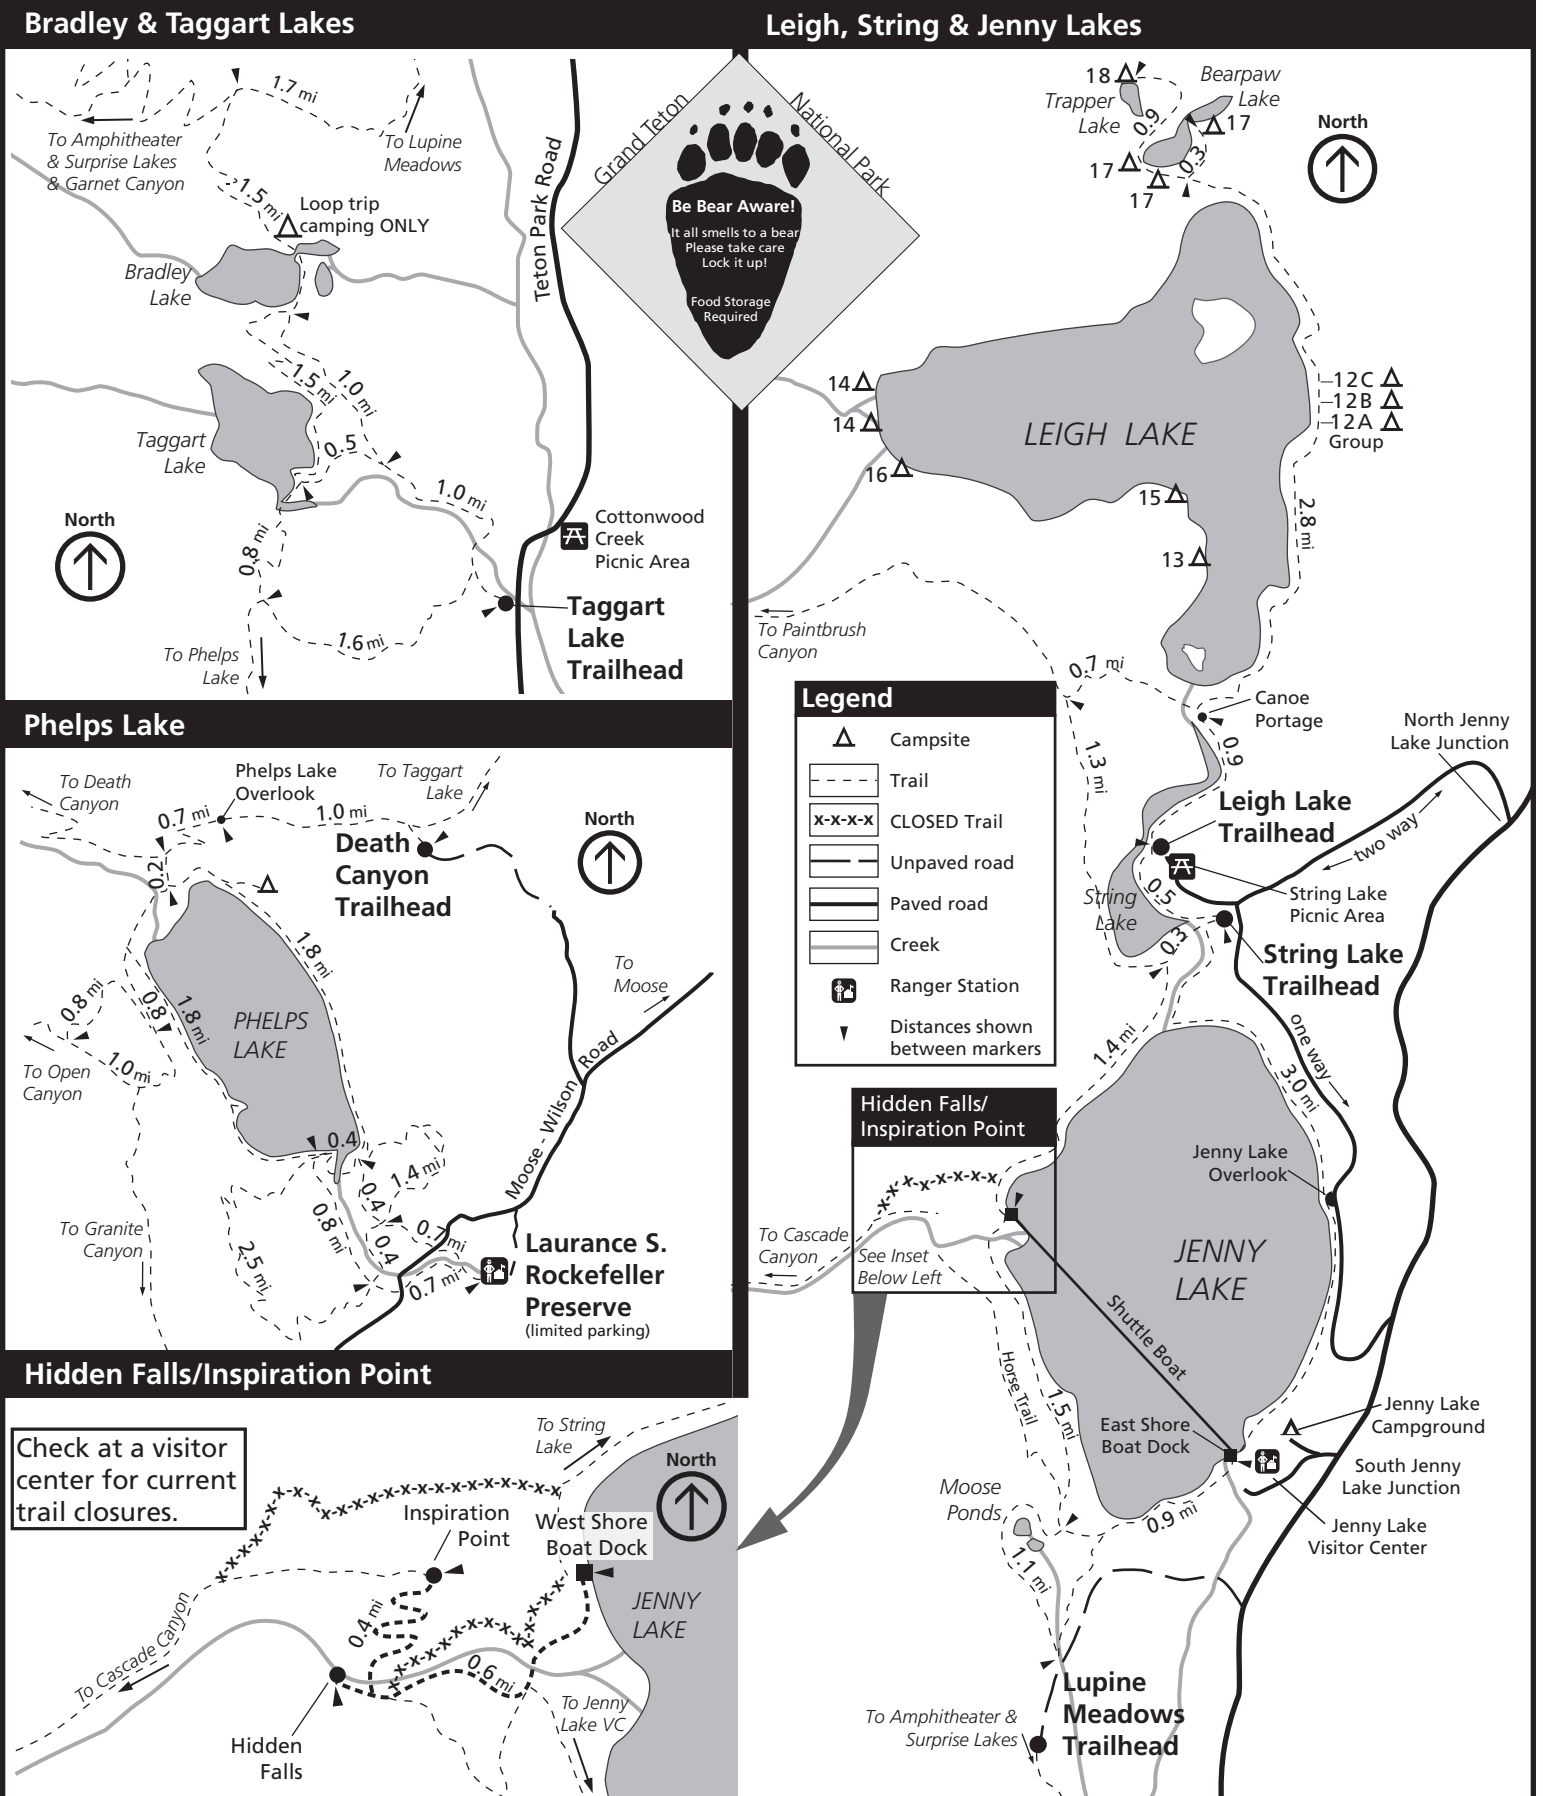 Bradley & Taggart Lakes
1.7 mi
To Amphitheater
& Surprise Lakes
& Garnet Canyon
To Lupine
Meadows
1.5 mi
Loop trip
camping ONLY
Bradley
Lake
Teton Park Road
1.5 mi
1.0 mi
Taggart
Lake
0.5
1.0 mi
North
0.8 mi
Cottonwood
Creek
Picnic Area
Taggart
Lake
Trailhead
1.6 mi
To Phelps
Lake
Grand Teton
National Park
Be Bear Aware!
It all smells to a bear
Please take care
Lock it up!
Food Storage
Required
Phelps Lake
To Death
Canyon
Phelps Lake
Overlook
To Taggart
Lake
0.7 mi
1.0 mi
North
Death
Canyon
Trailhead
0.2
1.8 mi
To
Moose
0.8 mi
0.8
1.8 mi
PHELPS
LAKE
1.0 mi
To Open
Canyon
Moose - Wilson Road
0.4
1.4 mi
0.4
0.8 mi
0.4
0.7 mi
To Granite
Canyon
2.5 mi
0.7 mi
Laurance S.
Rockefeller
Preserve
(limited parking)
Hidden Falls/Inspiration Point
Check at a visitor
center for current
trail closures.
To String
Lake
North
Inspiration
Point
West Shore
Boat Dock
JENNY
LAKE
0.4 mi
To Cascade Canyon
0.6 mi
To Jenny
Lake VC
Hidden
Falls
Leigh, String & Jenny Lakes
18
Trapper
Lake
Bearpaw
Lake
0.9
17
0.3
17
17
North
14
14
16
LEIGH LAKE
12C
12B
12A
Group
15
13
2.8 mi
To Paintbrush
Canyon
0.7 mi
Canoe
Portage
North Jenny
Lake Junction
1.3 mi
0.9
Leigh Lake
Trailhead
two way
String
Lake
0.5
String Lake
Picnic Area
0.3
String Lake
Trailhead
Legend
Campsite
Trail
x-x-x-x CLOSED Trail
Unpaved road
Paved road
Creek
Ranger Station
Distances shown
between markers
1.4 mi
one way
3.0 mi
Hidden Falls/
Inspiration Point
Jenny Lake
Overlook
To Cascade
Canyon
See Inset
Below Left
JENNY
LAKE
Shuttle Boat
Horse Trail
1.5 mi
East Shore
Boat Dock
Jenny Lake
Campground
South Jenny
Lake Junction
Moose
Ponds
0.9 mi
Jenny Lake
Visitor Center
1.1 mi
Lupine
Meadows
Trailhead
To Amphitheater &
Surprise Lakes